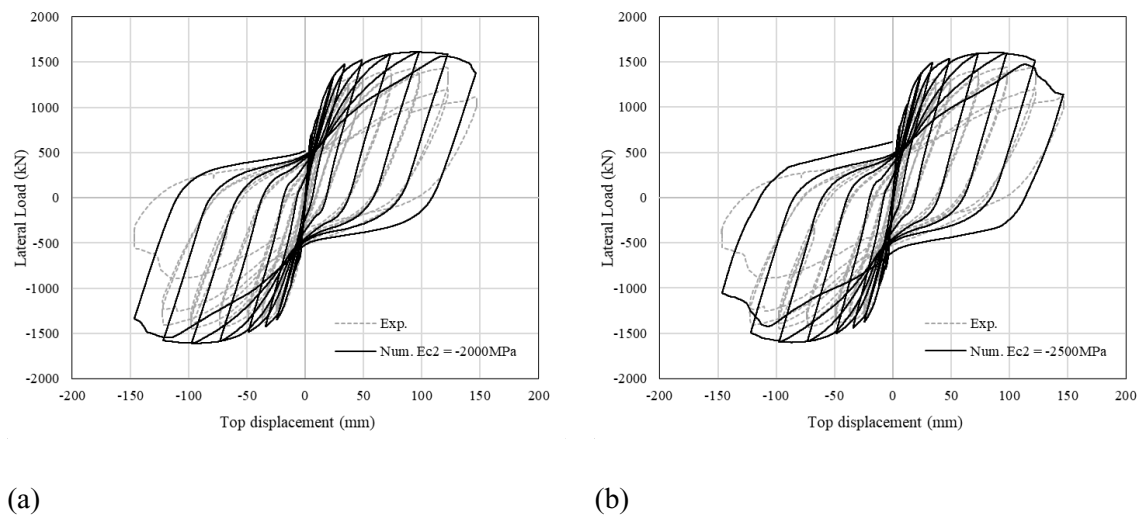 2000
1500
1000
500
0
-500
-1000
-1500
-2000
-200 -150 -100 -50 0 50 100 150 200
Lateral Load (kN)
Top displacement (mm)
Exp.
Num. Ec2 = -2000MPa
2000
1500
1000
500
0
-500
-1000
-1500
-2000
-200 -150 -100 -50 0 50 100 150 200
Lateral Load (kN)
Top displacement (mm)
Exp.
Num. Ec2 = -2500MPa
(a)
(b)